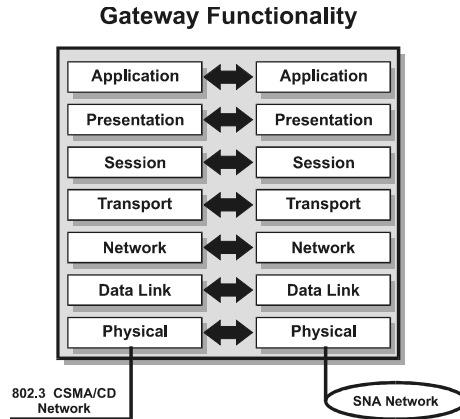 Gateway Functionality
Application Application
Presentation Presentation
Session Session
Transport Transport
Network Network
Data Link Data Link
Physical Physical
802.3 CSMA/CD
Network
SNA Network